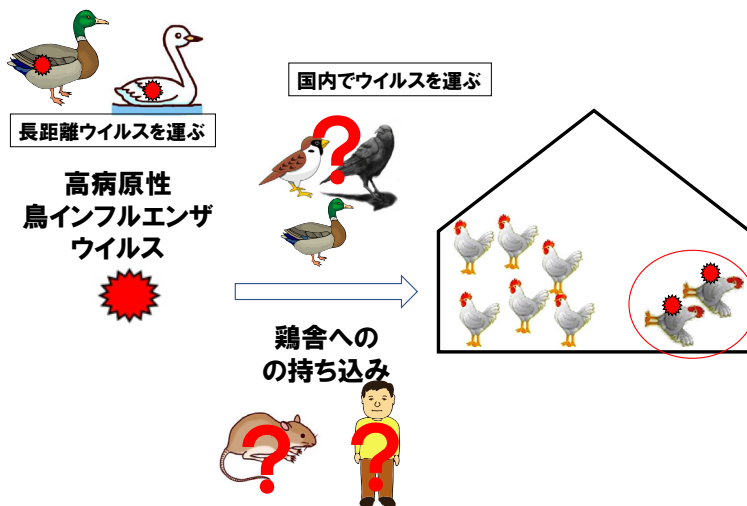 長距離ウイルスを運ぶ
高病原性
鳥インフルエンザ
ウイルス
国内でウイルスを運ぶ
?
鶏舎への
の持ち込み
?
?